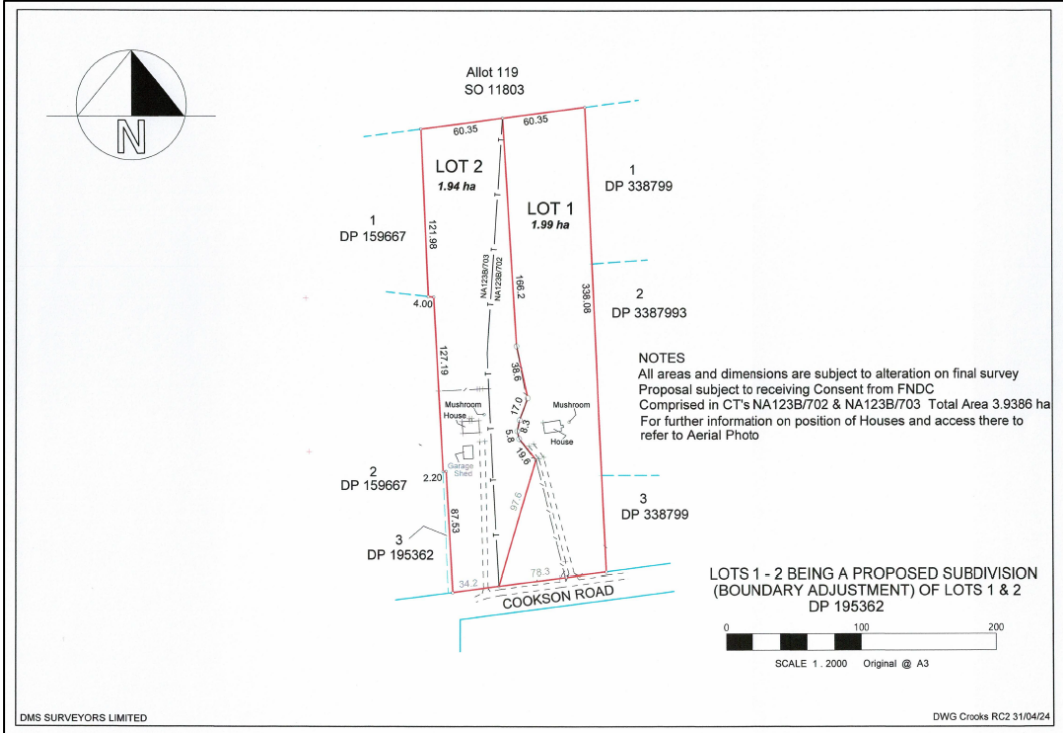 N
Allot 119
SO 11803
60.35
60.35
LOT 2
1.94 ha
LOT 1
1.99 ha
1
DP 338799
1
DP 159667
121.98
NA123B/703
NA123B/702
166.2
338.08
4.00
2
DP 3387993
127.19
38.6
17.0
8.3
5.8
19.6
Mushroom
House
Mushroom
House
Garage
Shed
NOTES
All areas and dimensions are subject to alteration on final survey
Proposal subject to receiving Consent from FNDC
Comprised in CT's NA123B/702 & NA123B/703 Total Area 3.9386 ha
For further information on position of Houses and access there to
refer to Aerial Photo
2
DP 159667
2.20
87.53
97.6
3
DP 338799
3
DP 195362
34.2
78.3
COOKSON ROAD
LOTS 1 - 2 BEING A PROPOSED SUBDIVISION
(BOUNDARY ADJUSTMENT) OF LOTS 1 & 2
DP 195362
0 100 200
SCALE 1 . 2000 Original @ A3
DMS SURVEYORS LIMITED
DWG Crooks RC2 31/04/24